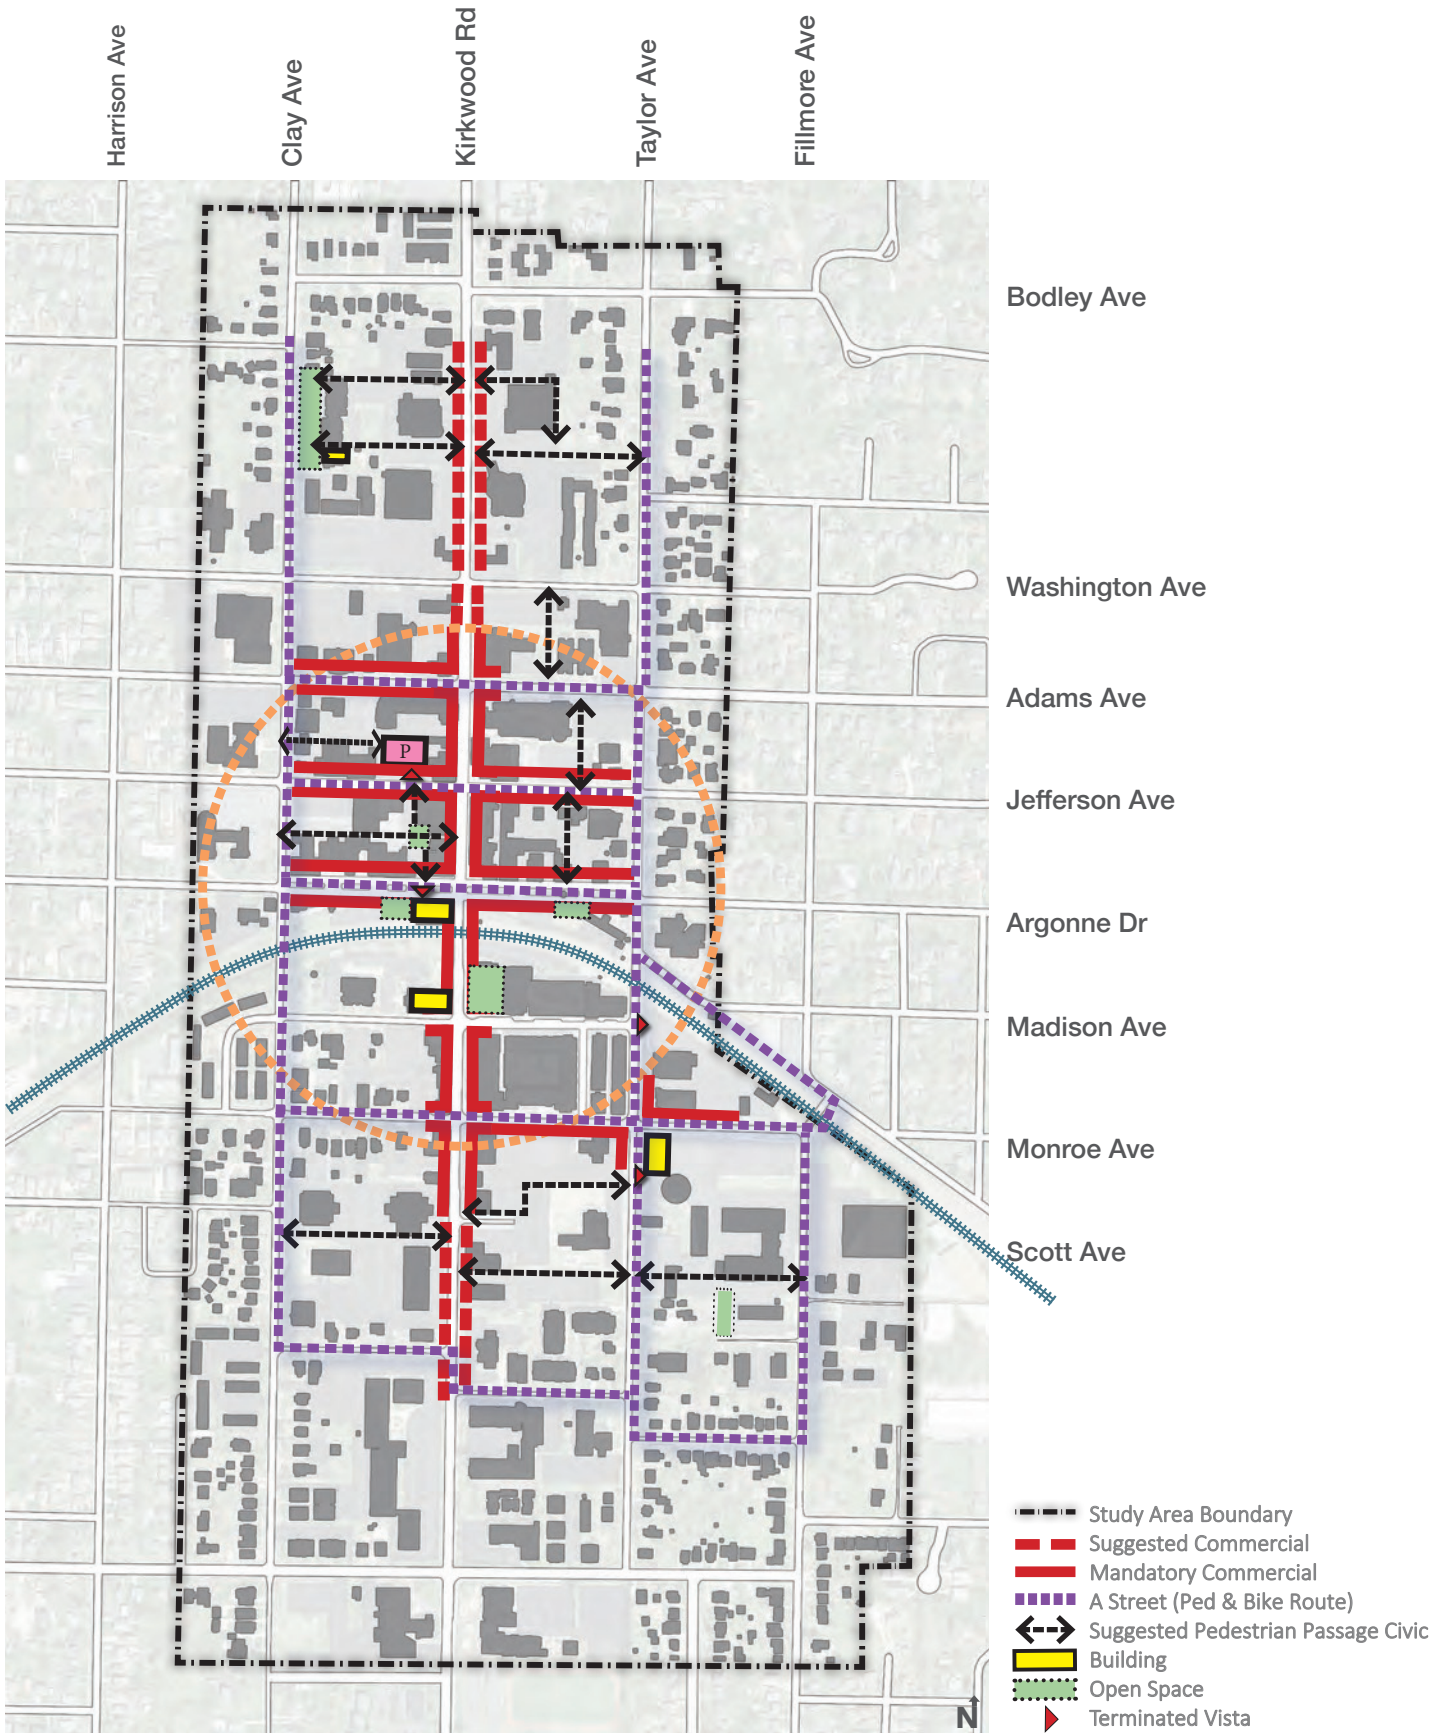 Harrison Ave
Clay Ave
Kirkwood Rd
Taylor Ave
Fillmore Ave
Bodley Ave
Washington Ave
Adams Ave
P
Jefferson Ave
Argonne Dr
Madison Ave
Monroe Ave
Scott Ave
Study Area Boundary
Suggested Commercial
Mandatory Commercial
A Street (Ped & Bike Route)
Suggested Pedestrian Passage Civic
Building
Open Space
Terminated Vista
N